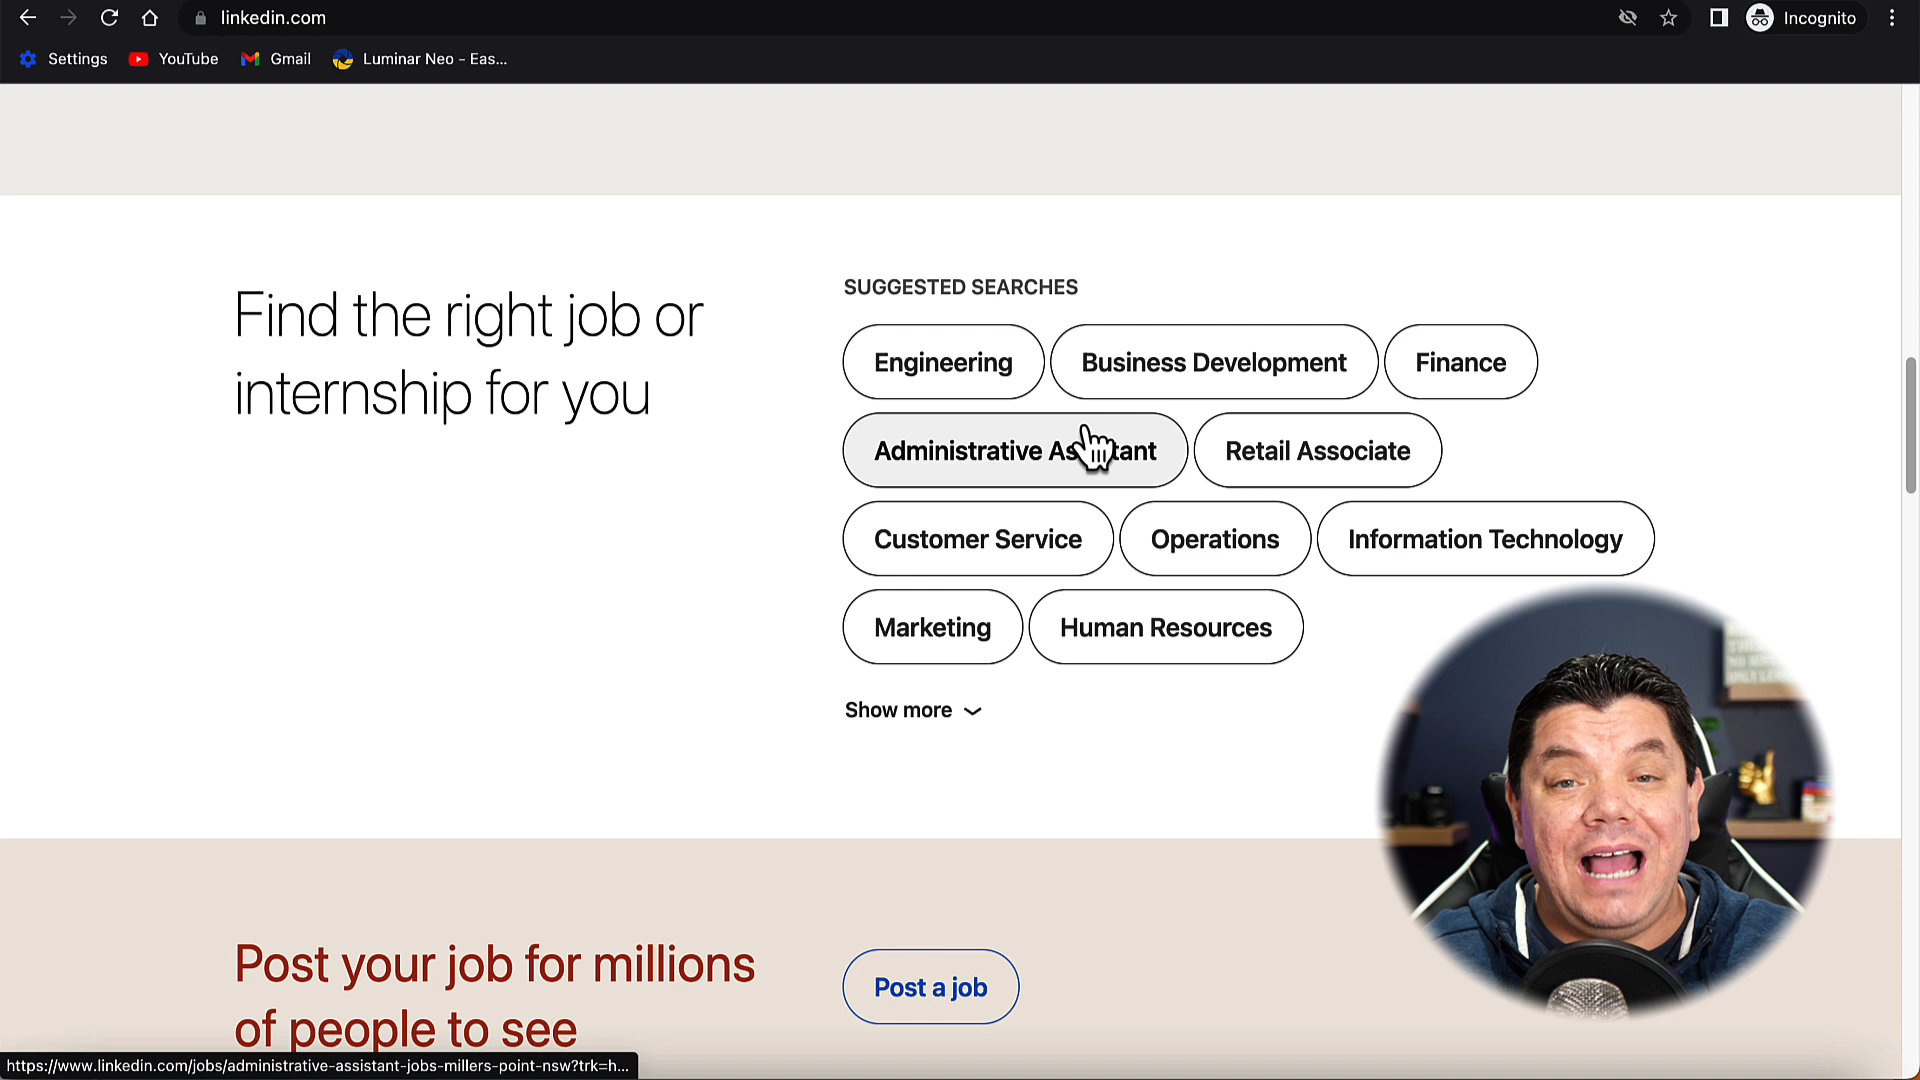 linkedin.com
Incognito
Settings
YouTube
Gmail
Luminar Neo - Eas...
Find the right job or
internship for you
SUGGESTED SEARCHES
Engineering
Business Development
Finance
Administrative As
tant
Retail Associate
Customer Service
Operations
Information Technology
Marketing
Human Resources
Show more
Post your job for millions
of people to see
Post a job
https://www.linkedin.com/jobs/administrative-assistant-jobs-millers-point-nsw?trk=h...